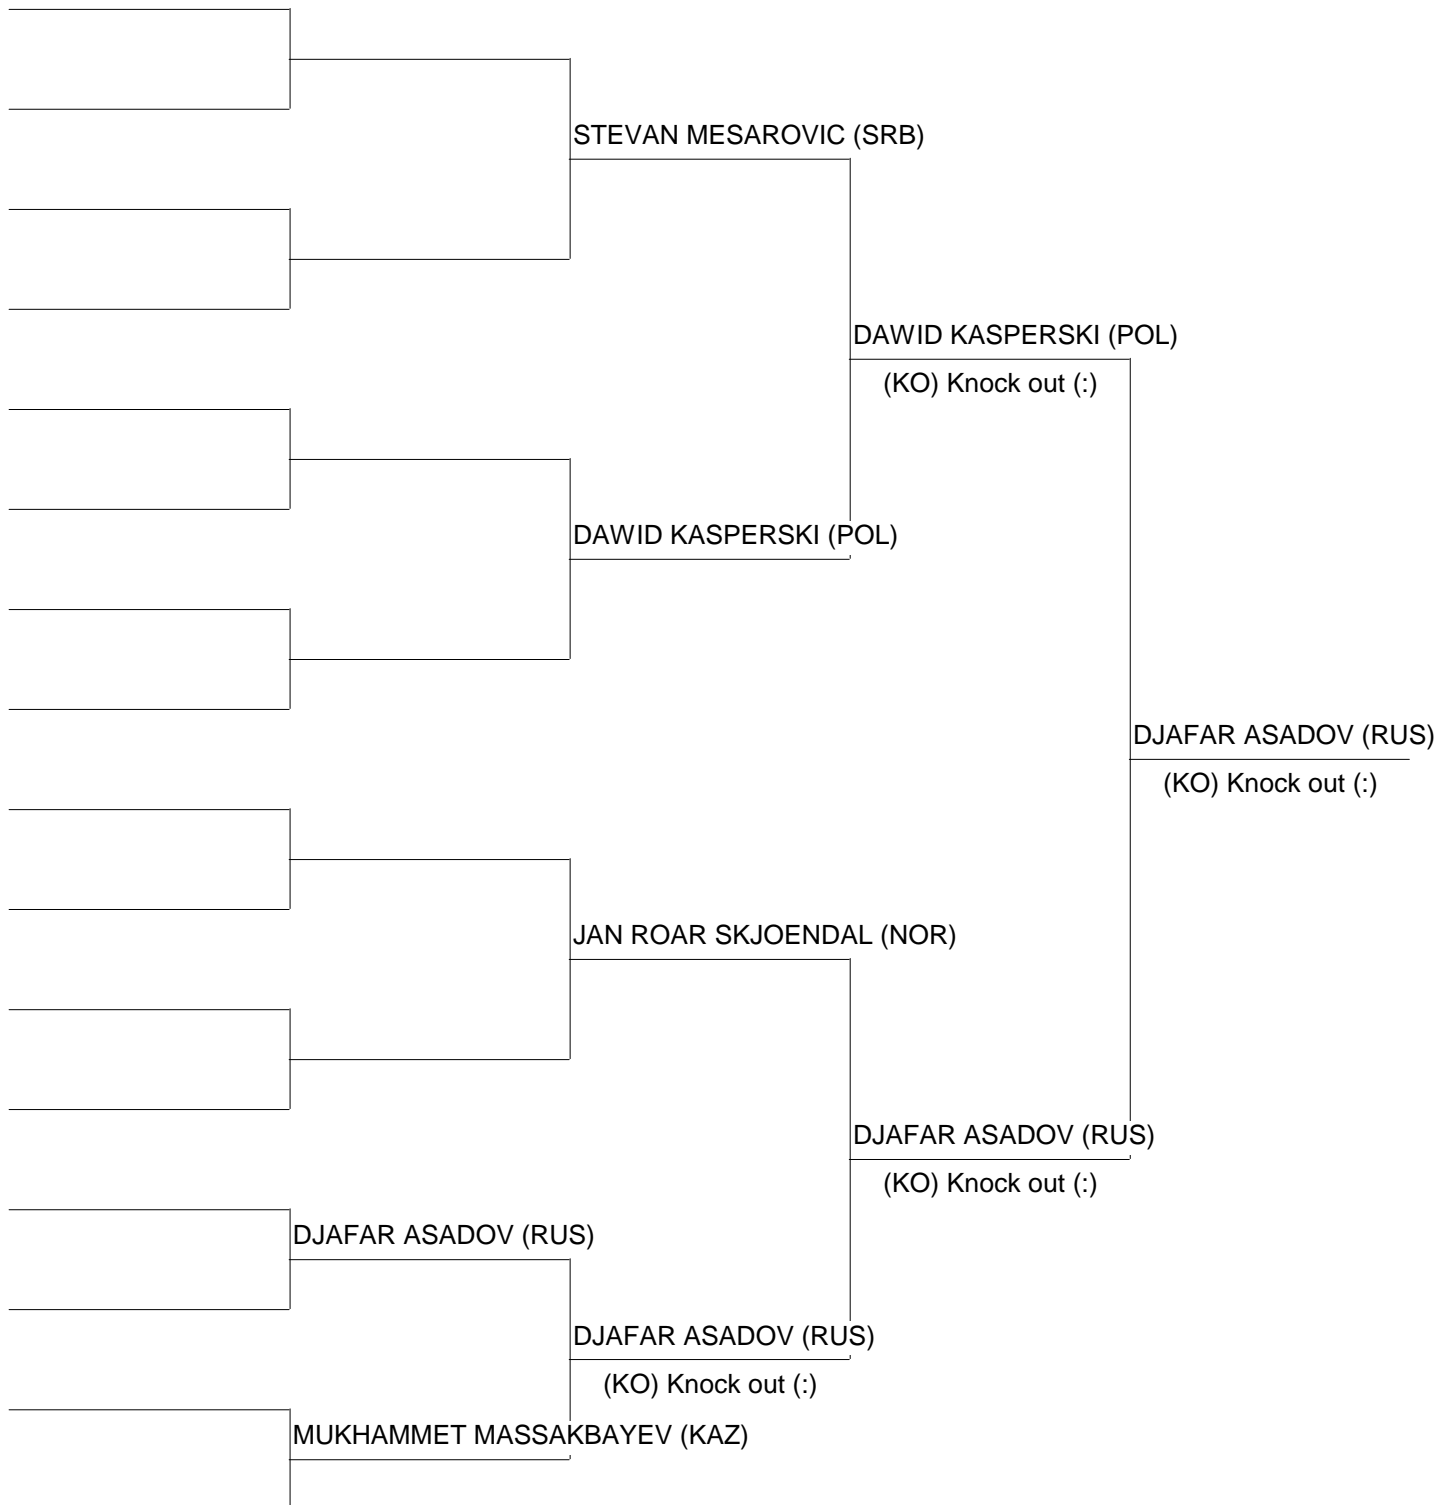 STEVAN MESAROVIC (SRB)
DAWID KASPERSKI (POL)
(KO) Knock out (:)
DAWID KASPERSKI (POL)
DJAFAR ASADOV (RUS)
(KO) Knock out (:)
JAN ROAR SKJOENDAL (NOR)
DJAFAR ASADOV (RUS)
(KO) Knock out (:)
DJAFAR ASADOV (RUS)
DJAFAR ASADOV (RUS)
(KO) Knock out (:)
MUKHAMMET MASSAKBAYEV (KAZ)